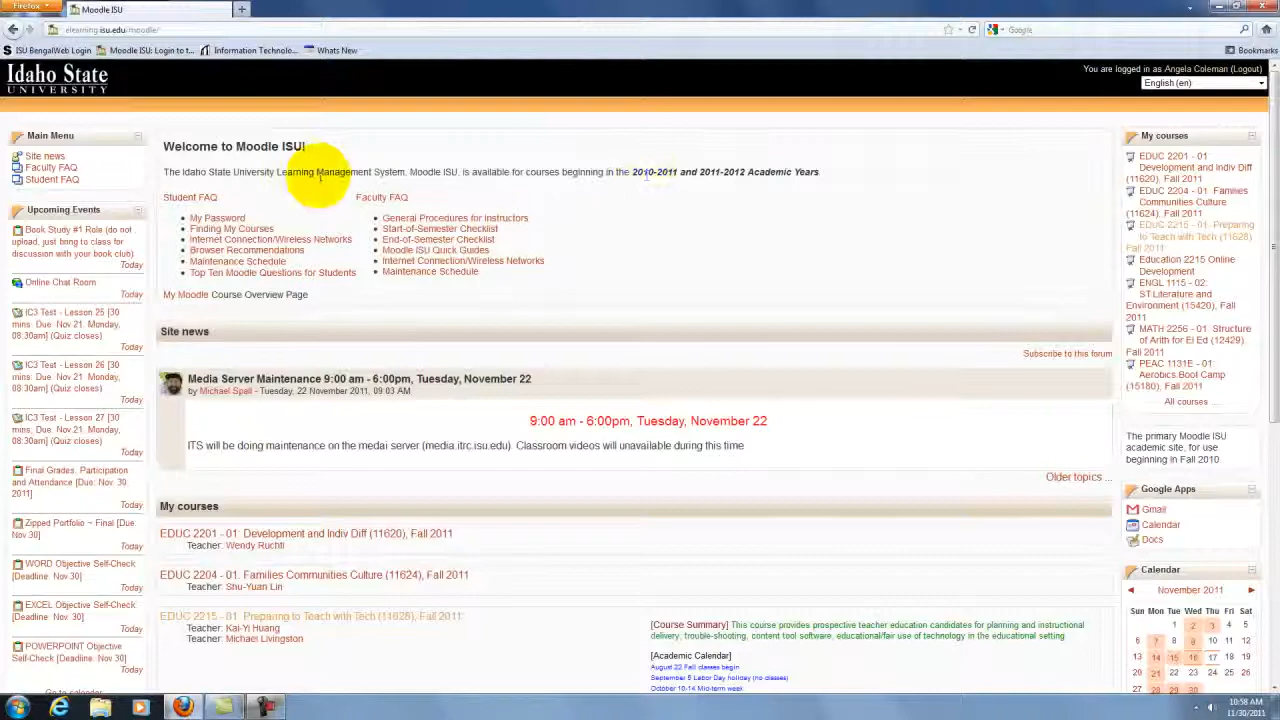 Firefox
Moodle ISU
elearning.isu.edu/moodle/
Google
ISU BengalWeb Login
Moodle ISU: Login to t...
Information Technolo...
Whats New
Bookmarks
Idaho State
UNIVERSITY
You are logged in as Angela Coleman (Logout)
English (en)
Main Menu
Site news
Faculty FAQ
Student FAQ
Upcoming Events
Book Study #1 Role (do not
upload, just bring to class for
discussion with your book club)
Today
Online Chat Room
Today
IC3 Test - Lesson 25 [30
mins. Due: Nov 21. Monday,
08:30am] (Quiz closes)
Today
IC3 Test - Lesson 26 [30
mins. Due: Nov 21. Monday,
08:30am] (Quiz closes)
Today
IC3 Test - Lesson 27 [30
mins. Due: Nov 21. Monday,
08:30am] (Quiz closes)
Today
Final Grades. Participation
and Attendance [Due: Nov. 30
2011]
Today
Zipped Portfolio ~ Final [Due
Nov 30]
Today
WORD Objective Self-Check
[Deadline: Nov 30]
Today
EXCEL Objective Self-Check
[Deadline: Nov 30]
Today
POWERPOINT Objective
Self-Check [Deadline: Nov 30]
Today
Go to calendar
Welcome to Moodle ISU!
The Idaho State University Learning Management System, MoodleISU, is available for courses beginning in the 2010-2011 and 2011-2012 Academic Years.
Student FAQ
My Password
Finding My Courses
Internet Connection/Wireless Networks
Browser Recommendations
Maintenance Schedule
Top Ten Moodle Questions for Students
Faculty FAQ
General Procedures for Instructors
Start-of-Semester Checklist
End-of-Semester Checklist
Moodle ISU Quick Guides
Internet Connection/Wireless Networks
Maintenance Schedule
My Moodle Course Overview Page
Site news
Subscribe to this forum
Media Server Maintenance 9:00 am - 6:00pm, Tuesday, November 22
by Michael Spall - Tuesday, 22 November 2011, 09:03 AM
9:00 am - 6:00pm, Tuesday, November 22
ITS will be doing maintenance on the medai server (media.itrc.isu.edu). Classroom videos will unavailable during this time
Older topics ...
My courses
EDUC 2201 - 01: Development and Indiv Diff (11620), Fall 2011
Teacher: Wendy Ruchti
EDUC 2204 - 01: Families Communities Culture (11624), Fall 2011
Teacher: Shu-Yuan Lin
EDUC 2215 - 01: Preparing to Teach with Tech (11628), Fall 2011
Teacher: Kai-Yi Huang
Teacher: Michael Livingston
[Course Summary] This course provides prospective teacher education candidates for planning and instructional
delivery, trouble-shooting, content tool software, educational/fair use of technology in the educational setting
[Academic Calendar]
August 22 Fall classes begin
September 5 Labor Day holiday (no classes)
October 10-14 Mid-term week
My courses
EDUC 2201 - 01:
Development and Indiv Diff
(11620), Fall 2011
EDUC 2204 - 01: Families
Communities Culture
(11624), Fall 2011
EDUC 2215 - 01: Preparing
to Teach with Tech (11628)
Fall 2011
Education 2215 Online
Development
ENGL 1115 - 02:
ST:Literature and
Environment (15420), Fall
2011
MATH 2256 - 01: Structure
of Arith for El Ed (12429)
Fall 2011
PEAC 1131E - 01:
Aerobics Boot Camp
(15180), Fall 2011
All courses ...
The primary Moodle ISU
academic site, for use
beginning in Fall 2010.
Google Apps
Gmail
Calendar
Docs
Calendar
November 2011
Sun Mon Tue Wed Thu Fri Sat
1 2 3 4 5
6 7 8 9 10 11 12
13 14 15 16 17 18 19
20 21 22 23 24 25 26
27 28 29 30
10:58 AM
11/30/2011